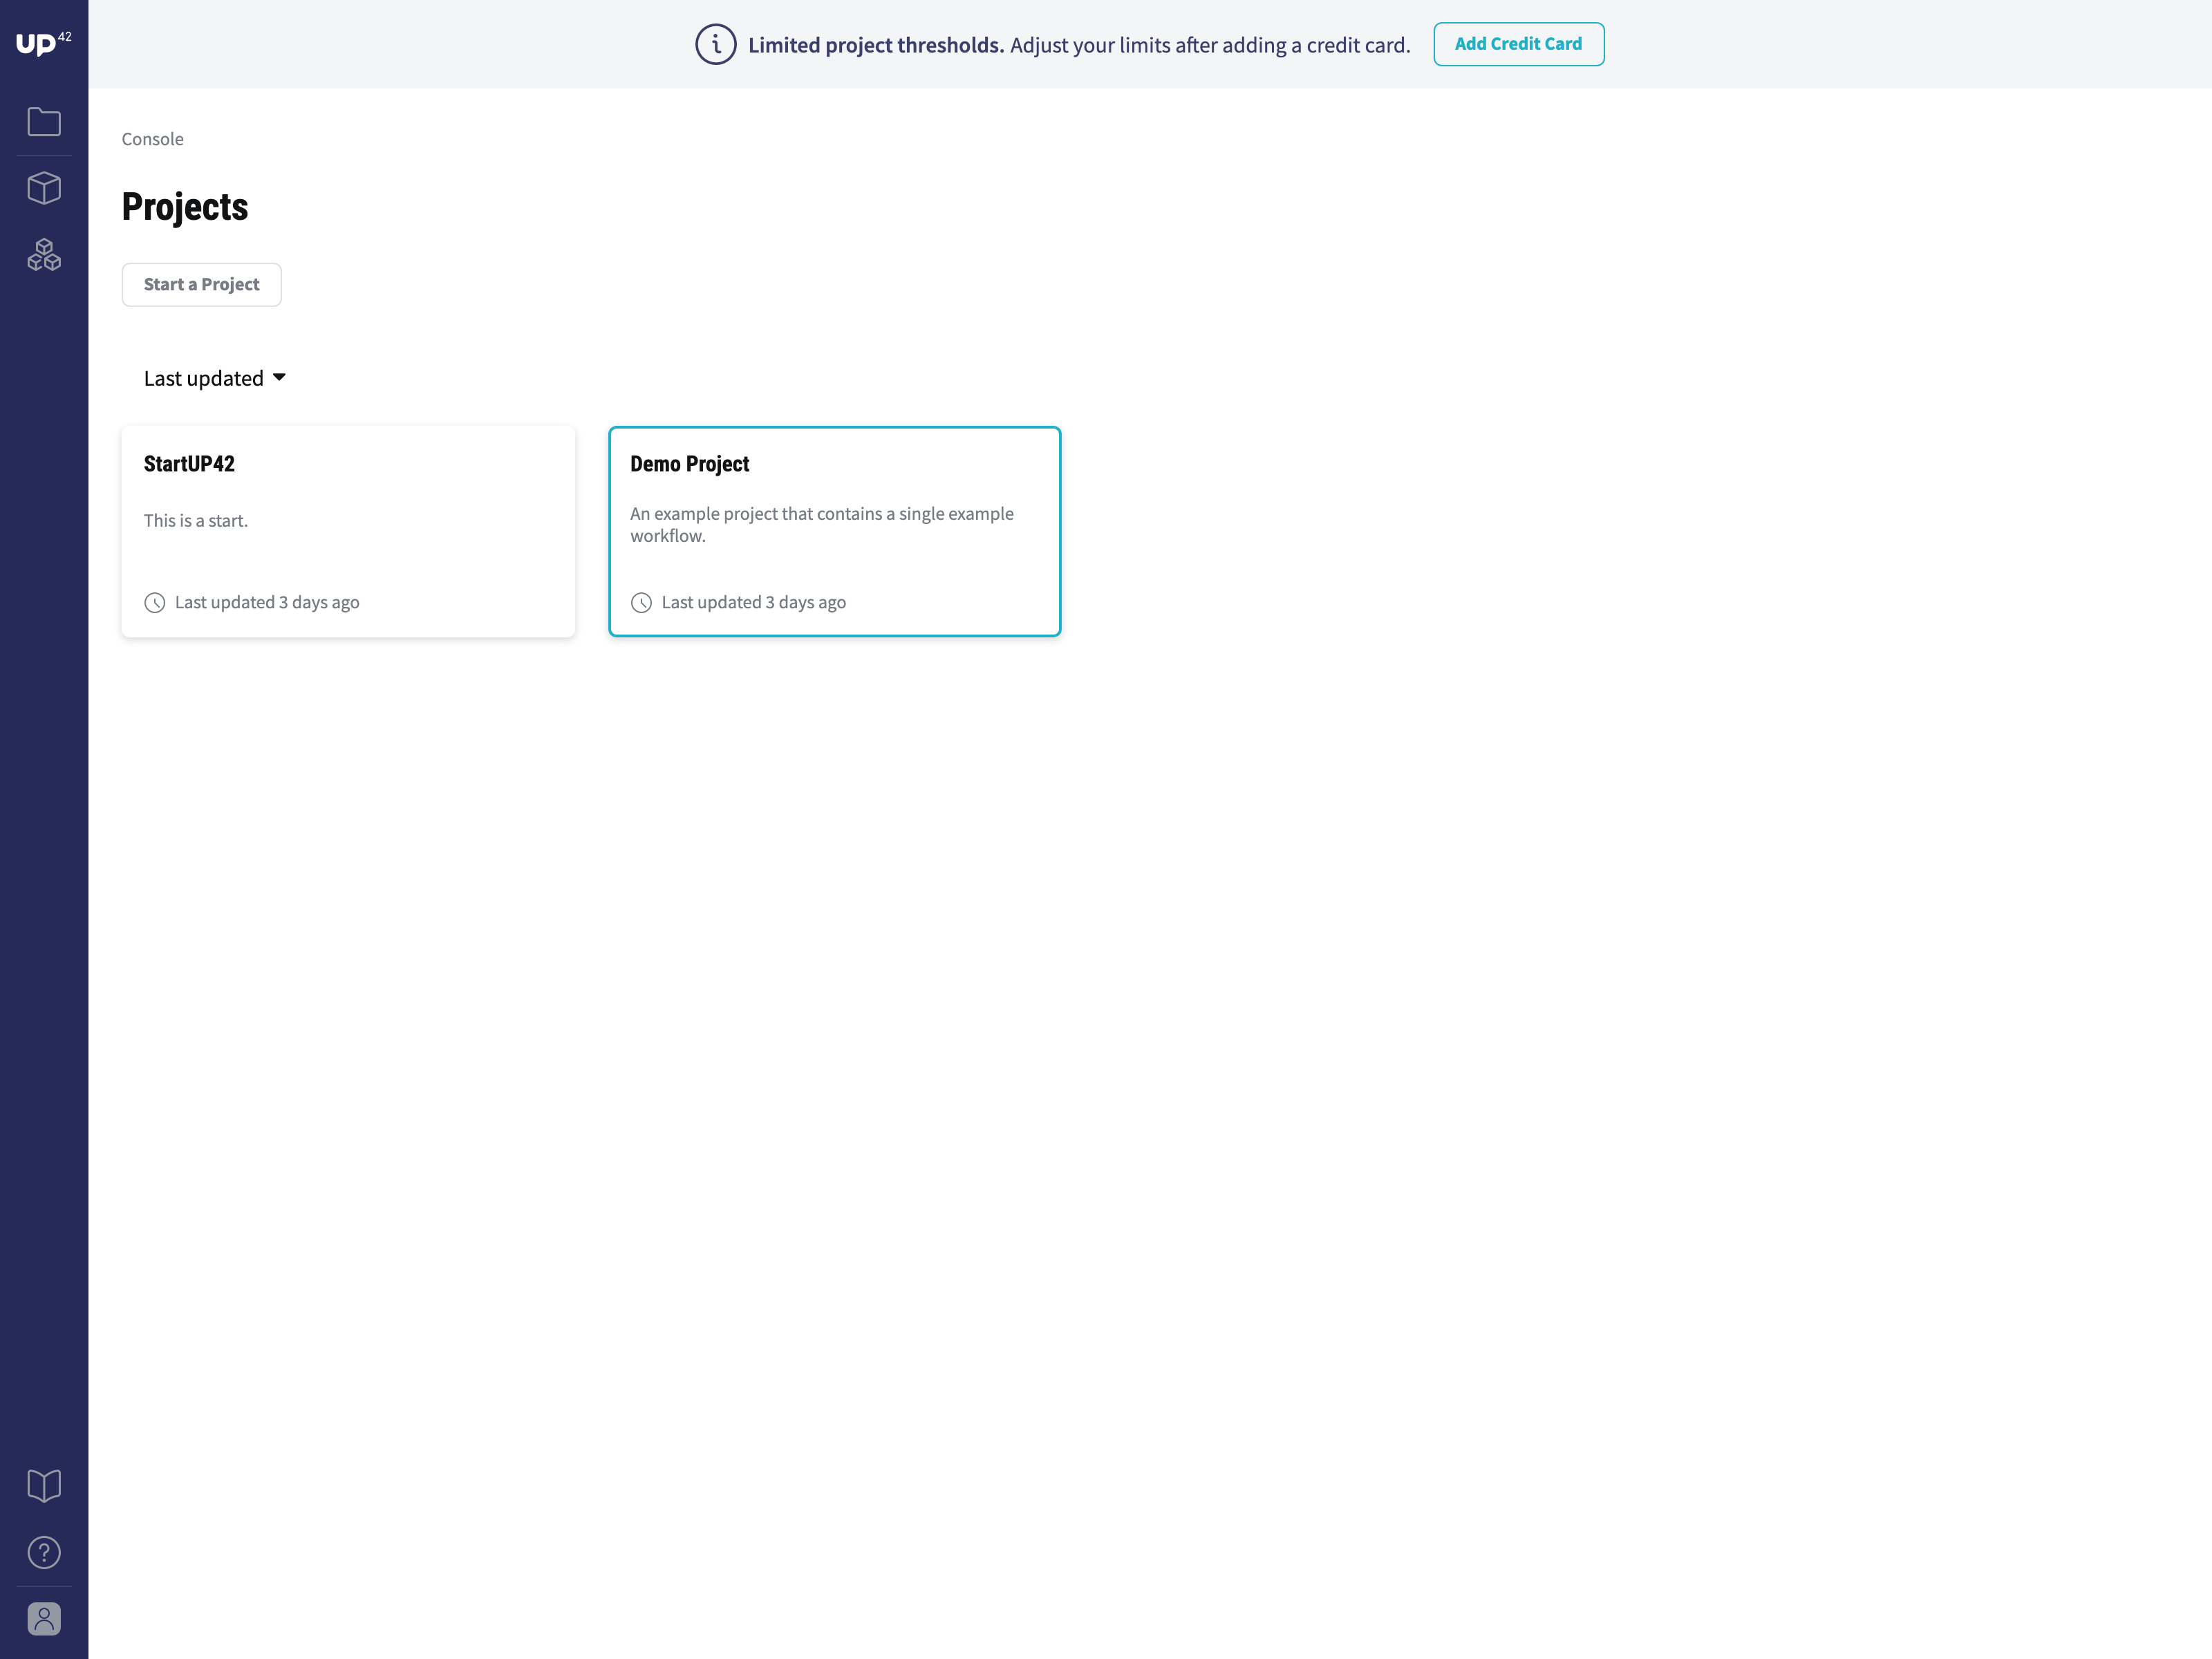 up42
Limited project thresholds. Adjust your limits after adding a credit card.
Add Credit Card
Console
Projects
Start a Project
Last updated
StartUP42
This is a start.
Last updated 3 days ago
Demo Project
An example project that contains a single example
workflow.
Last updated 3 days ago